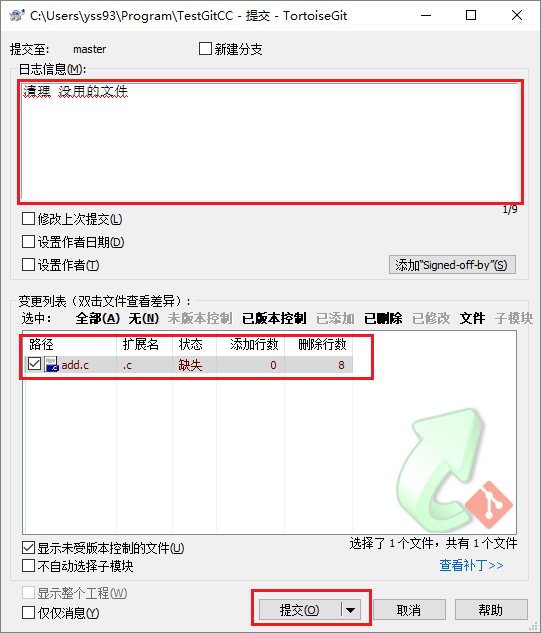 C:\Users\yss93\Program\TestGitCC - 提交 - TortoiseGit
提交至: master 新建分支
日志信息(M):
清理 没用的文件
1/9
修改上次提交(L)
设置作者日期(D)
设置作者(T) 添加“Signed-off-by”(S)
变更列表（双击文件查看差异）:
选中: 全部(A) 无(N) 未版本控制 已版本控制 已添加 已删除 已修改 文件 子模块
路径 扩展名 状态 添加行数 删除行数
add.c .c 缺失 0 8
显示未受版本控制的文件(U) 选择了 1 个文件，共有 1 个文件
不自动选择子模块 查看补丁>>
显示整个工程(W)
仅仅消息(Y) 提交(O) 取消 帮助